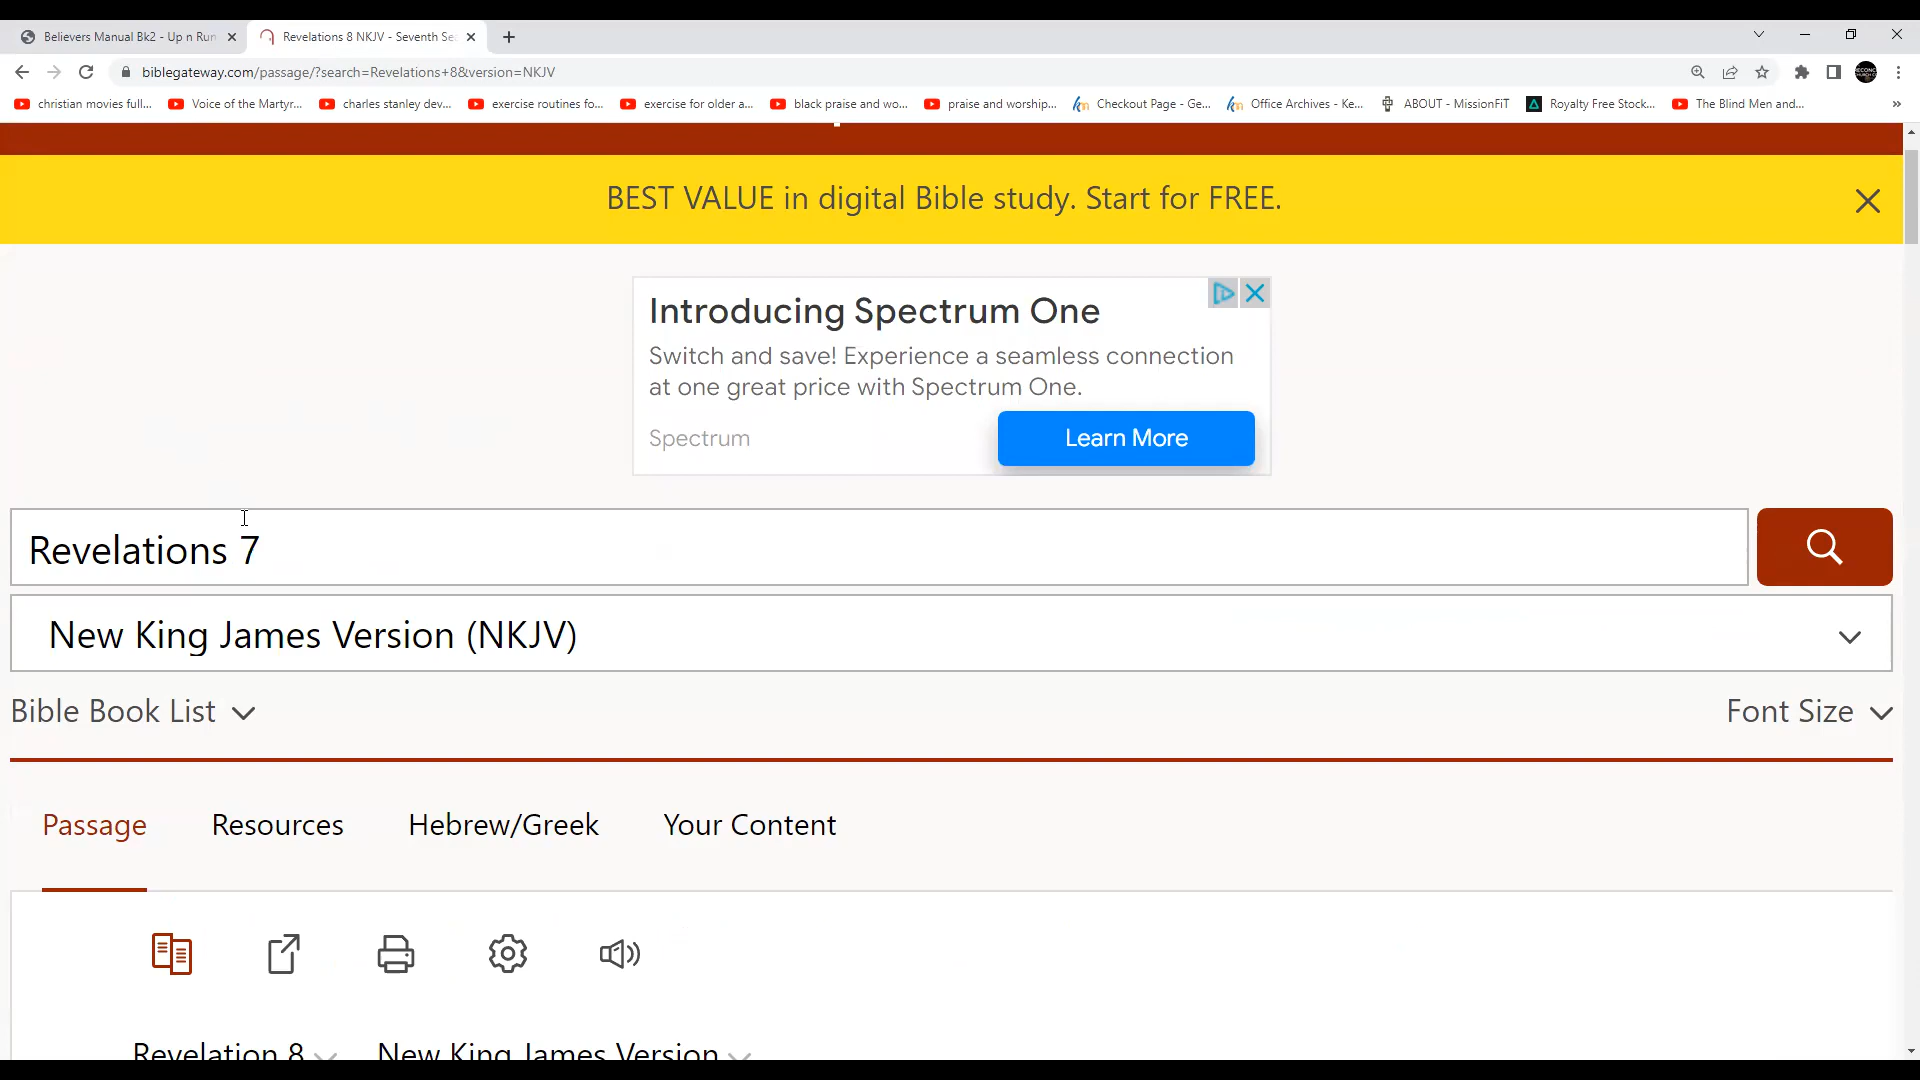 Believers Manual Bk2 - Up n Run
Revelations 8 NKJV - Seventh Se
biblegateway.com/passage/?search=Revelations+8&version=NKJV
christian movies full...
Voice of the Martyr...
charles stanley dev...
exercise routines fo...
exercise for older a...
black praise and wo...
praise and worship...
Checkout Page - Ge...
Office Archives - Ke...
ABOUT - MissionFiT
Royalty Free Stock...
The Blind Men and...
BEST VALUE in digital Bible study. Start for FREE.
Introducing Spectrum One
Switch and save! Experience a seamless connection
at one great price with Spectrum One.
Spectrum
Learn More
Revelations 7
New King James Version (NKJV)
Bible Book List
Font Size
Passage
Resources
Hebrew/Greek
Your Content
Revelation 8
New King James Version